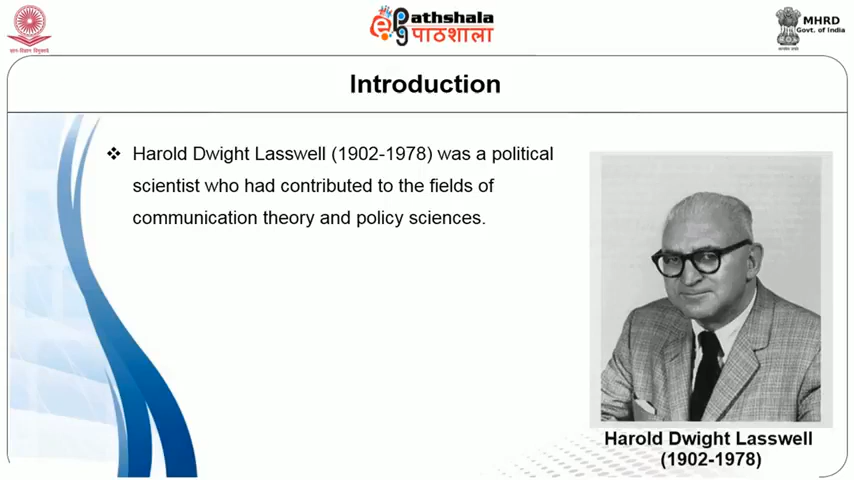 ePathshala
पाठशाला
MHRD
Govt. of India
Introduction
❖ Harold Dwight Lasswell (1902-1978) was a political
scientist who had contributed to the fields of
communication theory and policy sciences.
Harold Dwight Lasswell
(1902-1978)